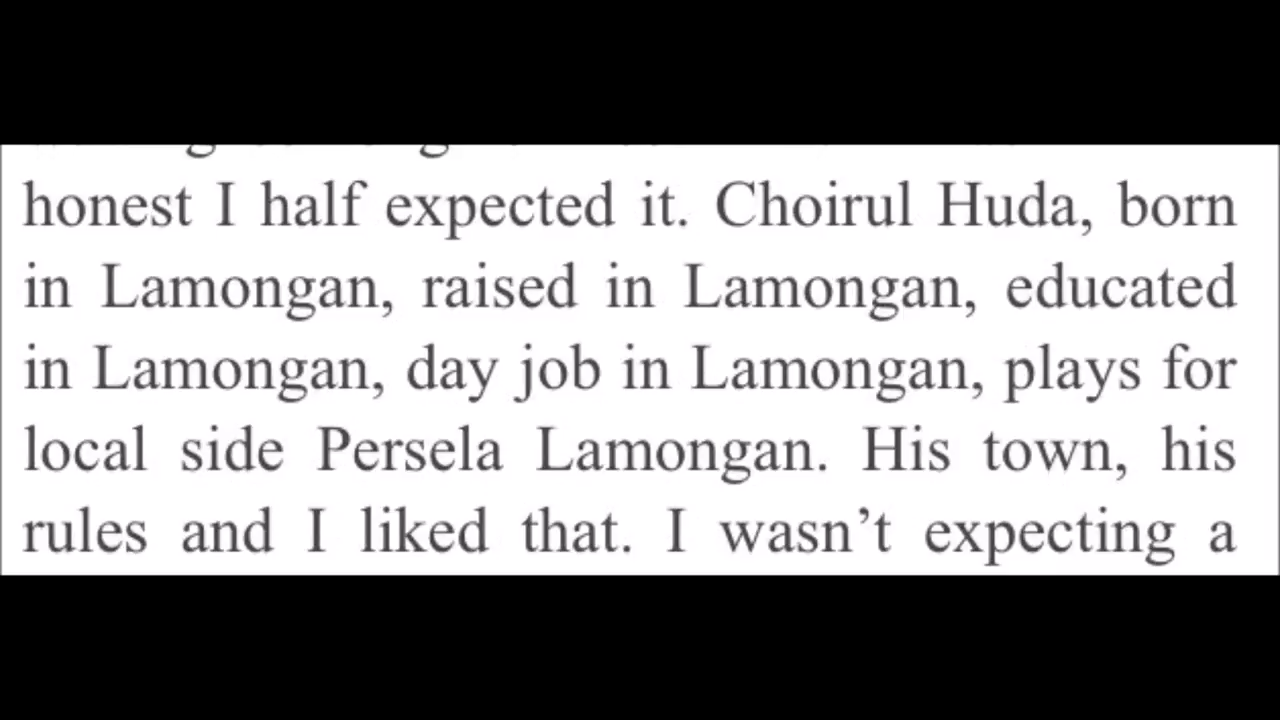 honest I half expected it. Choirul Huda, born
in Lamongan, raised in Lamongan, educated
in Lamongan, day job in Lamongan, plays for
local side Persela Lamongan. His town, his
rules and I liked that. I wasn’t expecting a